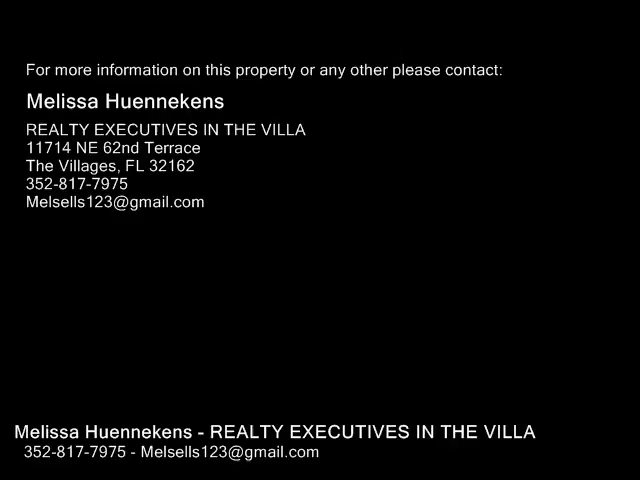 For more information on this property or any other please contact:
Melissa Huennekens
REALTY EXECUTIVES IN THE VILLA
11714 NE 62nd Terrace
The Villages, FL 32162
352-817-7975
Melsells123@gmail.com
Melissa Huennekens - REALTY EXECUTIVES IN THE VILLA
352-817-7975 - Melsells123@gmail.com